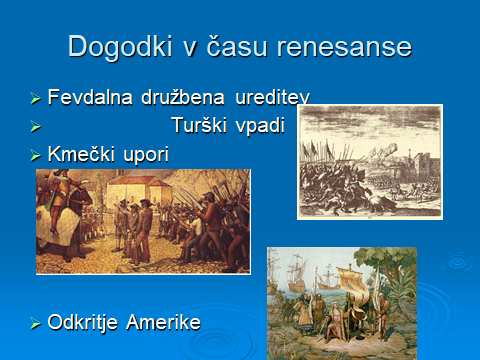 Dogodki v času renesanse
Fevdalna družbena ureditev
Turški vpadi
Kmečki upori
Odkritje Amerike